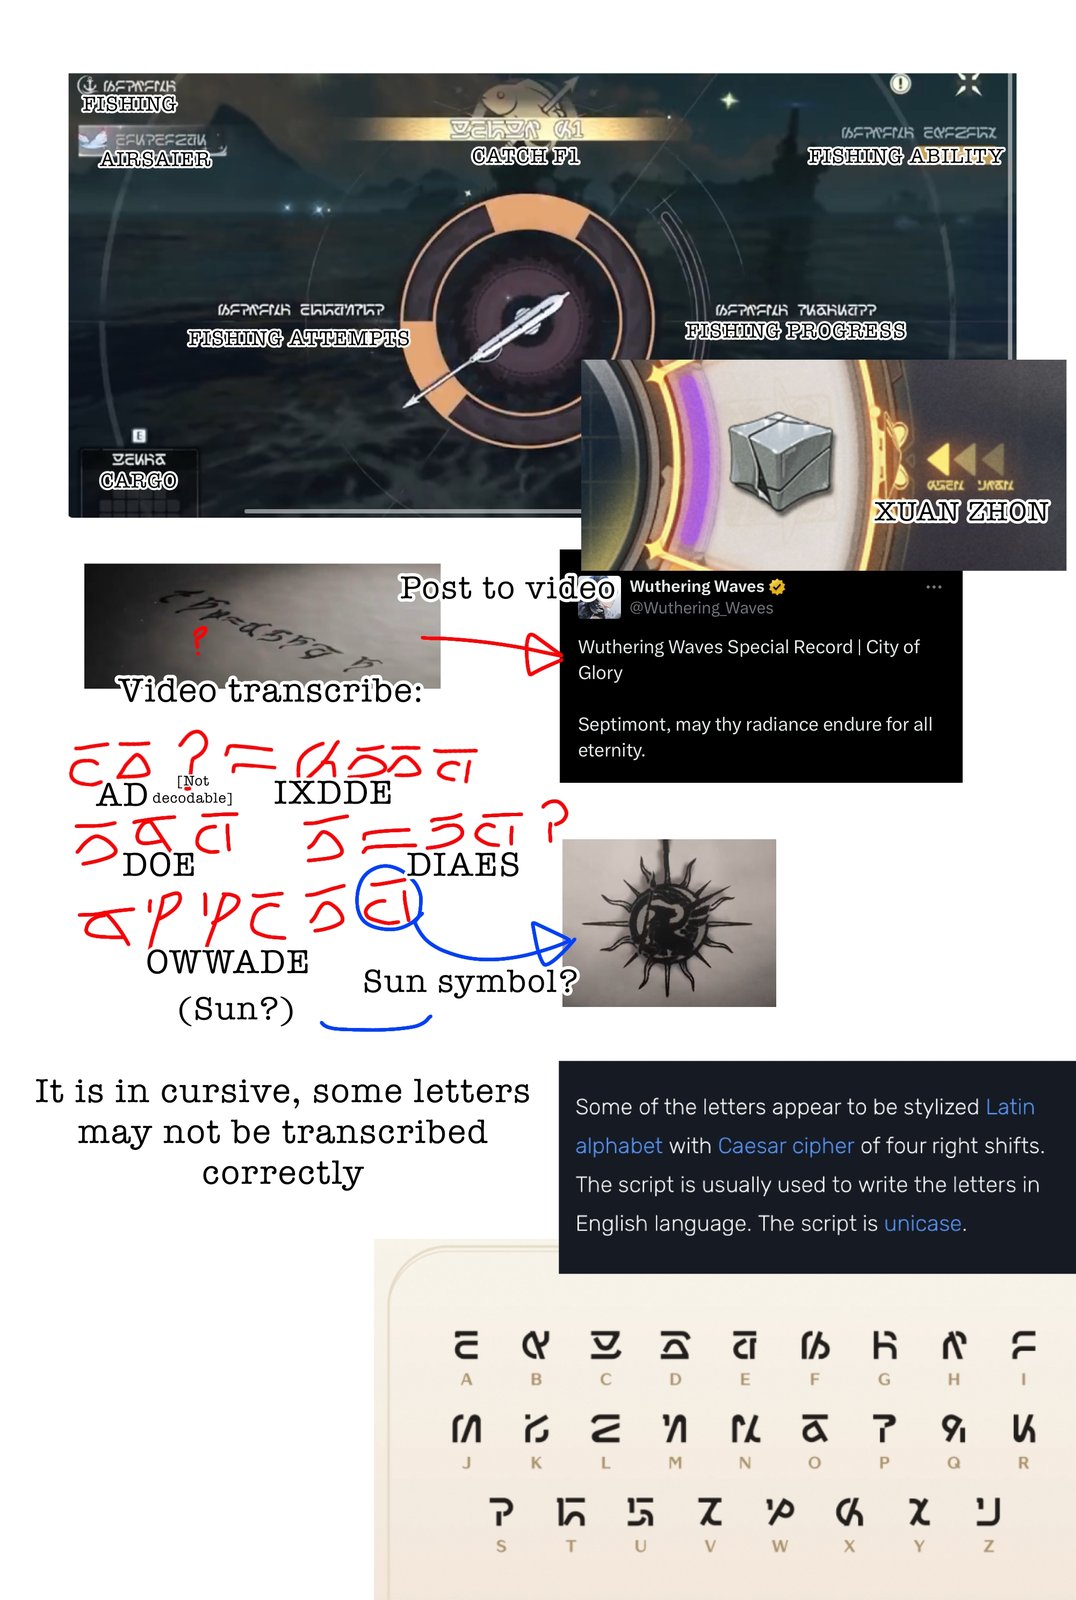 FISHING
AIRSAIER
CATCH F1
FISHING ABILITY
FISHING ATTEMPTS
FISHING PROGRESS
E
CARGO
XUAN ZHON
Post to video
Wuthering Waves
@Wuthering_Waves
Wuthering Waves Special Record | City of
Glory
Septimont, may thy radiance endure for all
eternity.
?
Video transcribe:
?
AD [Not decodable] IXDDE
?
DOE DIAES
OWWADE
(Sun?)
Sun symbol?
It is in cursive, some letters
may not be transcribed
correctly
Some of the letters appear to be stylized Latin
alphabet with Caesar cipher of four right shifts.
The script is usually used to write the letters in
English language. The script is unicase.
A B C D E F G H I
J K L M N O P Q R
S T U V W X Y Z